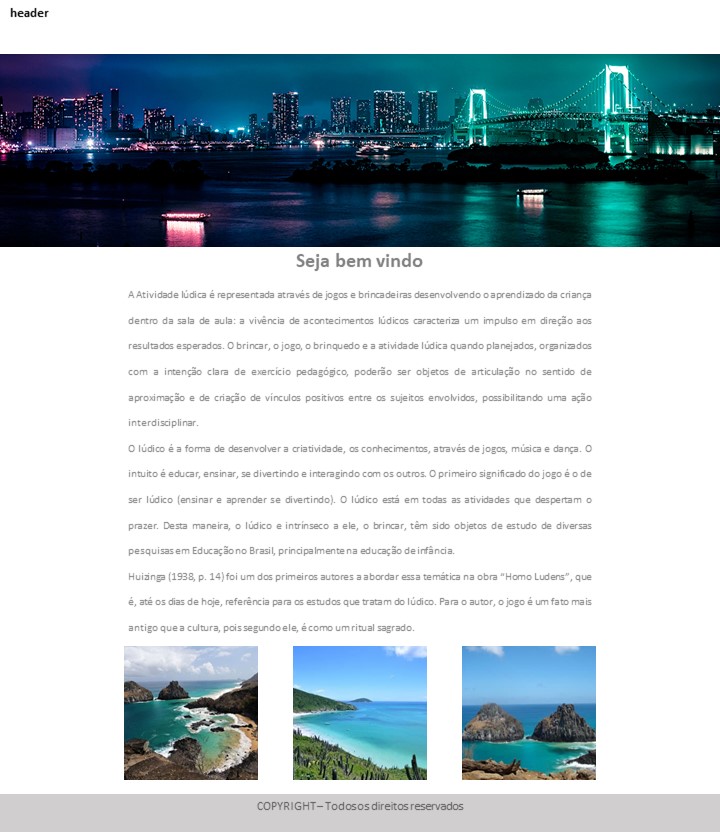 header
Seja bem vindo
A Atividade lúdica é representada através de jogos e brincadeiras desenvolvendo o aprendizado da criança
dentro da sala de aula: a vivência de acontecimentos lúdicos caracteriza um impulso em direção aos
resultados esperados. O brincar, o jogo, o brinquedo e a atividade lúdica quando planejados, organizados
com a intenção clara de exercício pedagógico, poderão ser objetos de articulação no sentido de
aproximação e de criação de vínculos positivos entre os sujeitos envolvidos, possibilitando uma ação
interdisciplinar.
O lúdico é a forma de desenvolver a criatividade, os conhecimentos, através de jogos, música e dança. O
intuito é educar, ensinar, se divertindo e interagindo com os outros. O primeiro significado do jogo é o de
ser lúdico (ensinar e aprender se divertindo). O lúdico está em todas as atividades que despertam o
prazer. Desta maneira, o lúdico e intrínseco a ele, o brincar, têm sido objetos de estudo de diversas
pesquisas em Educação no Brasil, principalmente na educação de infância.
Huizinga (1938, p. 14) foi um dos primeiros autores a abordar essa temática na obra “Homo Ludens”, que
é, até os dias de hoje, referência para os estudos que tratam do lúdico. Para o autor, o jogo é um fato mais
antigo que a cultura, pois segundo ele, é como um ritual sagrado.
COPYRIGHT – Todos os direitos reservados